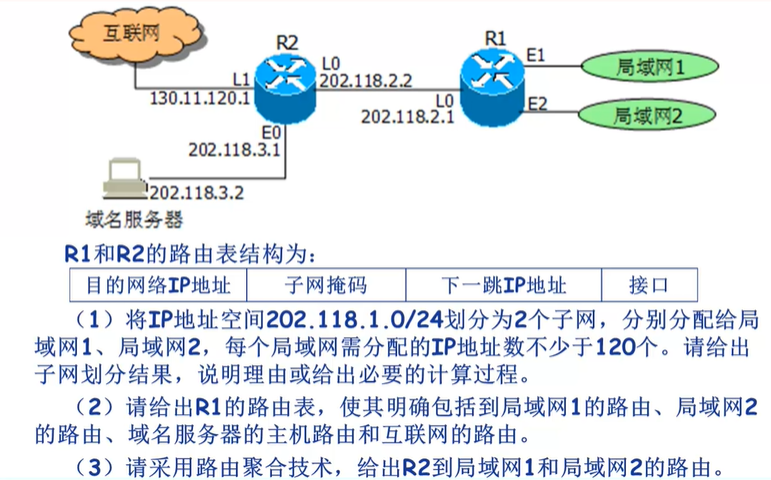 互联网
R2
R1
L0
202.118.2.2
E1
局域网1
L1
130.11.120.1
L0
202.118.2.1
E2
局域网2
E0
202.118.3.1
202.118.3.2
域名服务器
R1和R2的路由表结构为：
目的网络IP地址 子网掩码 下一跳IP地址 接口
（1）将IP地址空间202.118.1.0/24划分为2个子网，分别分配给局
域网1、局域网2，每个局域网需分配的IP地址数不少于120个。请给出
子网划分结果，说明理由或给出必要的计算过程。
（2）请给出R1的路由表，使其明确包括到局域网1的路由、局域网2
的路由、域名服务器的主机路由和互联网的路由。
（3）请采用路由聚合技术，给出R2到局域网1和局域网2的路由。